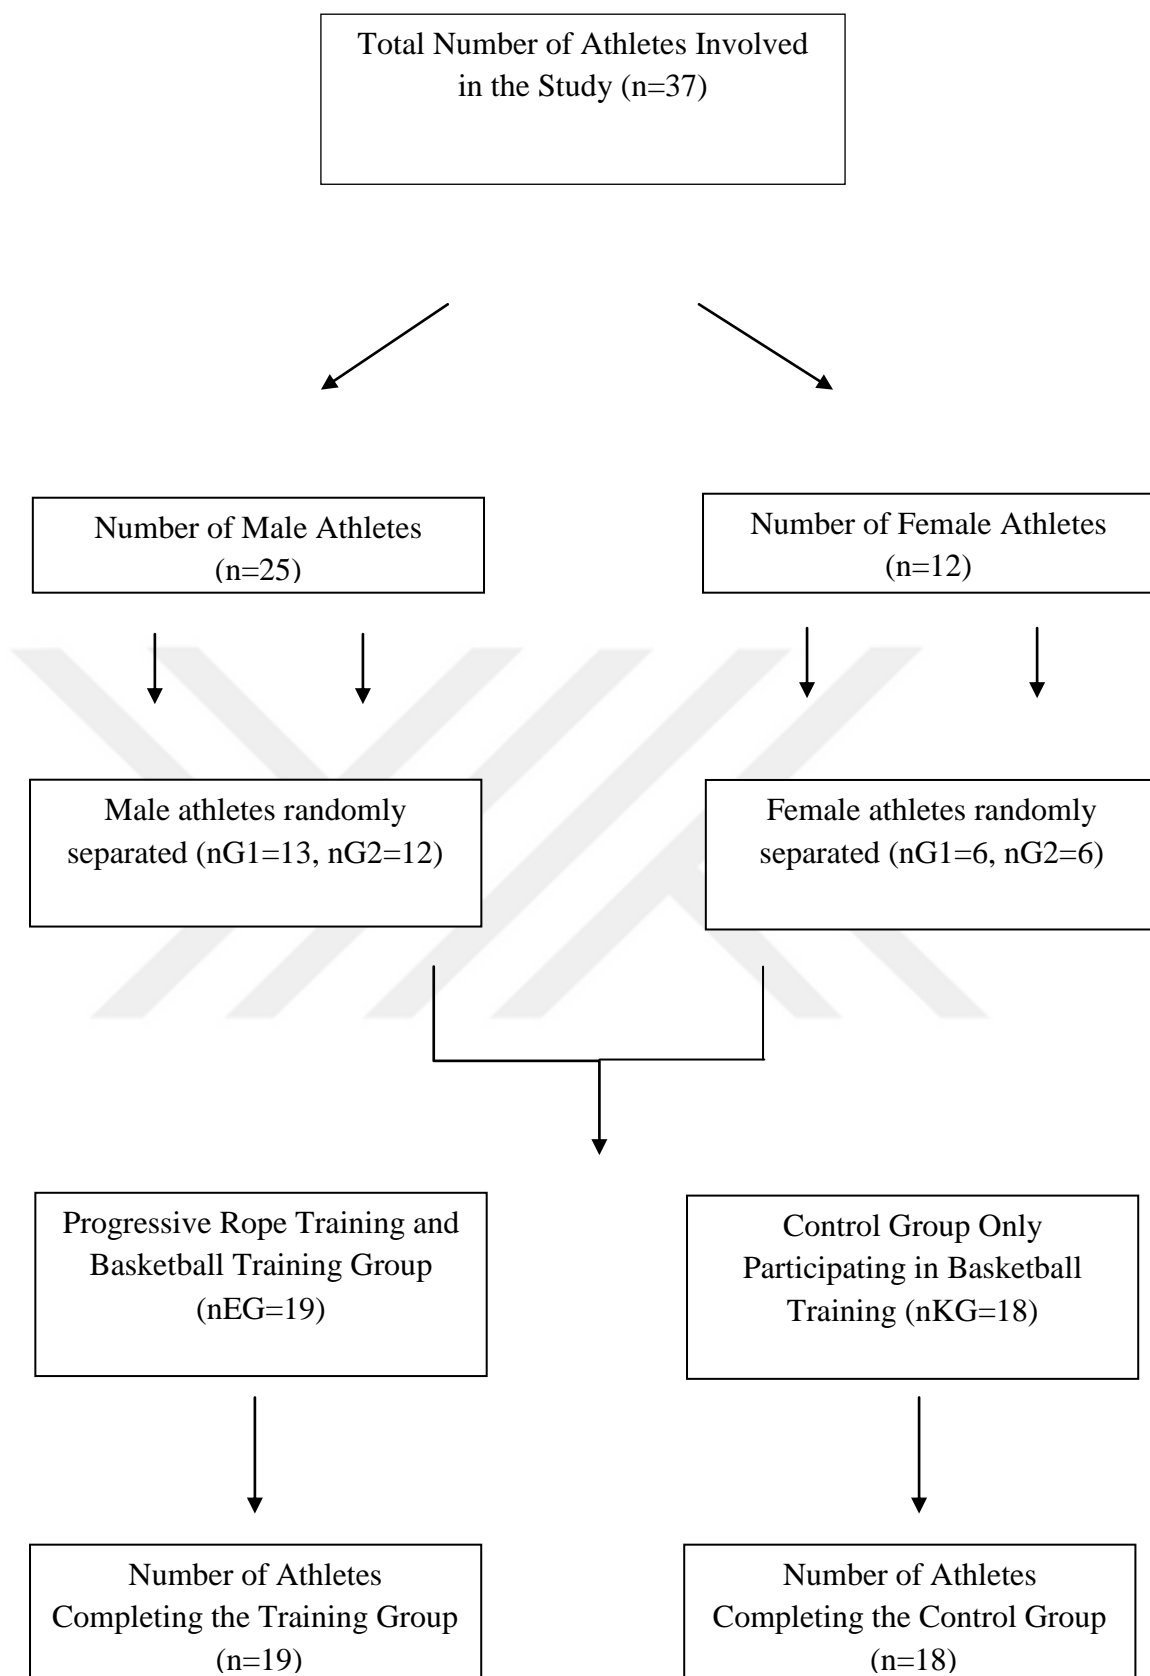 Total Number of Athletes Involved
in the Study (n=37)
Number of Male Athletes
(n=25)
Number of Female Athletes
(n=12)
Male athletes randomly
separated (nG1=13, nG2=12)
Female athletes randomly
separated (nG1=6, nG2=6)
Progressive Rope Training and
Basketball Training Group
(nEG=19)
Control Group Only
Participating in Basketball
Training (nKG=18)
Number of Athletes
Completing the Training Group
(n=19)
Number of Athletes
Completing the Control Group
(n=18)